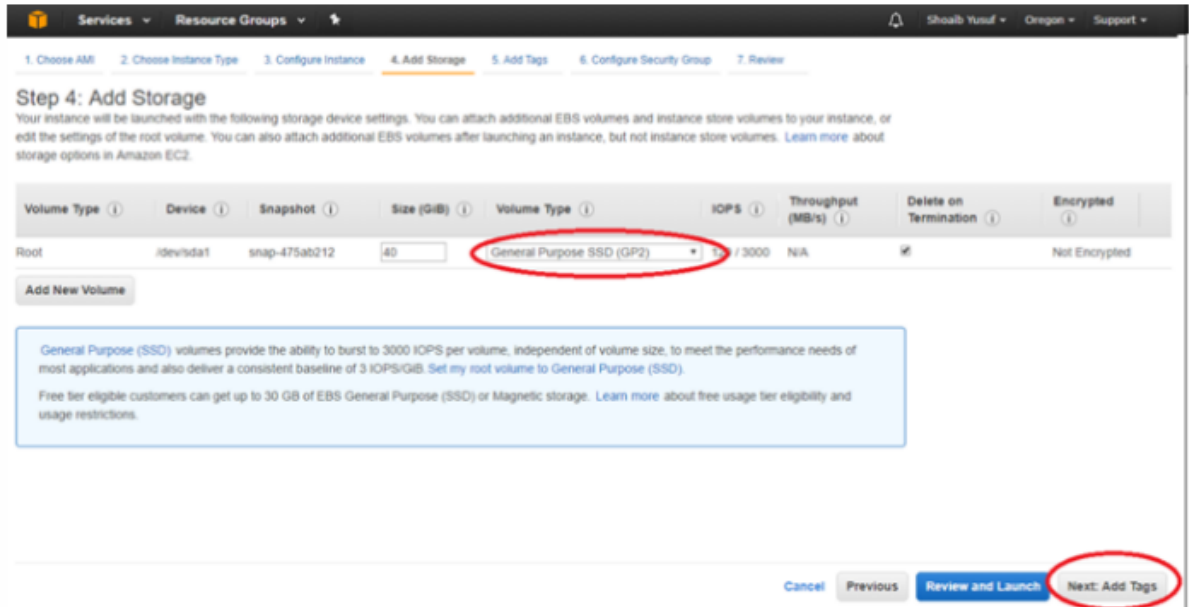 Services Resource Groups Shoaib Yusuf Oregon Support
1. Choose AMI 2. Choose Instance Type 3. Configure Instance 4. Add Storage 5. Add Tags 6. Configure Security Group 7. Review
Step 4: Add Storage
Your instance will be launched with the following storage device settings. You can attach additional EBS volumes and instance store volumes to your instance, or
edit the settings of the root volume. You can also attach additional EBS volumes after launching an instance, but not instance store volumes. Learn more about
storage options in Amazon EC2.
Volume Type Device Snapshot Size (GiB) Volume Type IOPS Throughput (MB/s) Delete on Termination Encrypted
Root /dev/sda1 snap-475ab212 40 General Purpose SSD (GP2) / 3000 N/A Not Encrypted
Add New Volume
General Purpose (SSD) volumes provide the ability to burst to 3000 IOPS per volume, independent of volume size, to meet the performance needs of
most applications and also deliver a consistent baseline of 3 IOPS/GiB. Set my root volume to General Purpose (SSD).
Free tier eligible customers can get up to 30 GB of EBS General Purpose (SSD) or Magnetic storage. Learn more about free usage tier eligibility and
usage restrictions.
Cancel Previous Review and Launch Next: Add Tags